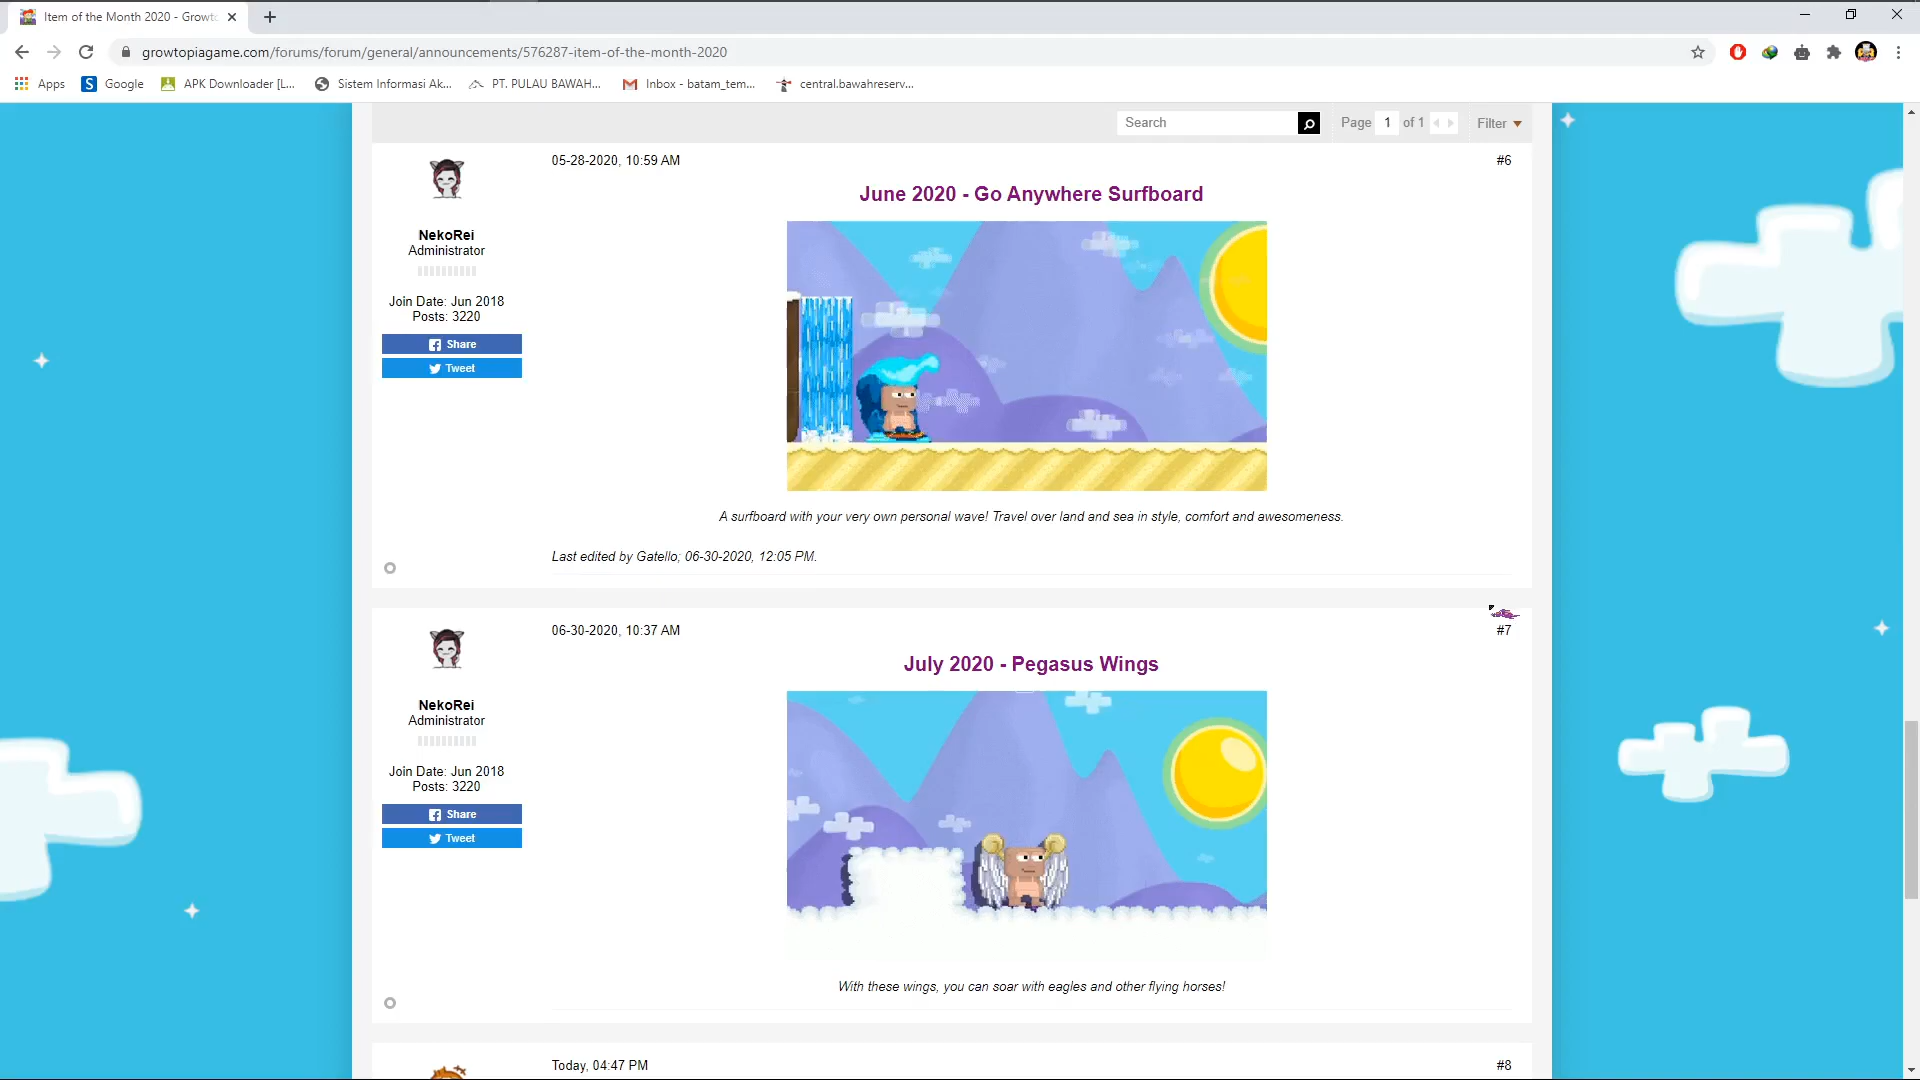 Item of the Month 2020 - Growt
growtopiagame.com/forums/forum/general/announcements/576287-item-of-the-month-2020
Apps
S Google
APK Downloader [L...
Sistem Informasi Ak...
PT. PULAU BAWAH...
Inbox - batam_tem...
central.bawahreserv...
Search
Page 1 of 1
Filter
05-28-2020, 10:59 AM
#6
June 2020 - Go Anywhere Surfboard
NekoRei
Administrator
Join Date: Jun 2018
Posts: 3220
Share
Tweet
A surfboard with your very own personal wave! Travel over land and sea in style, comfort and awesomeness.
Last edited by Gatello; 06-30-2020, 12:05 PM.
06-30-2020, 10:37 AM
#7
July 2020 - Pegasus Wings
NekoRei
Administrator
Join Date: Jun 2018
Posts: 3220
Share
Tweet
With these wings, you can soar with eagles and other flying horses!
Today, 04:47 PM
#8